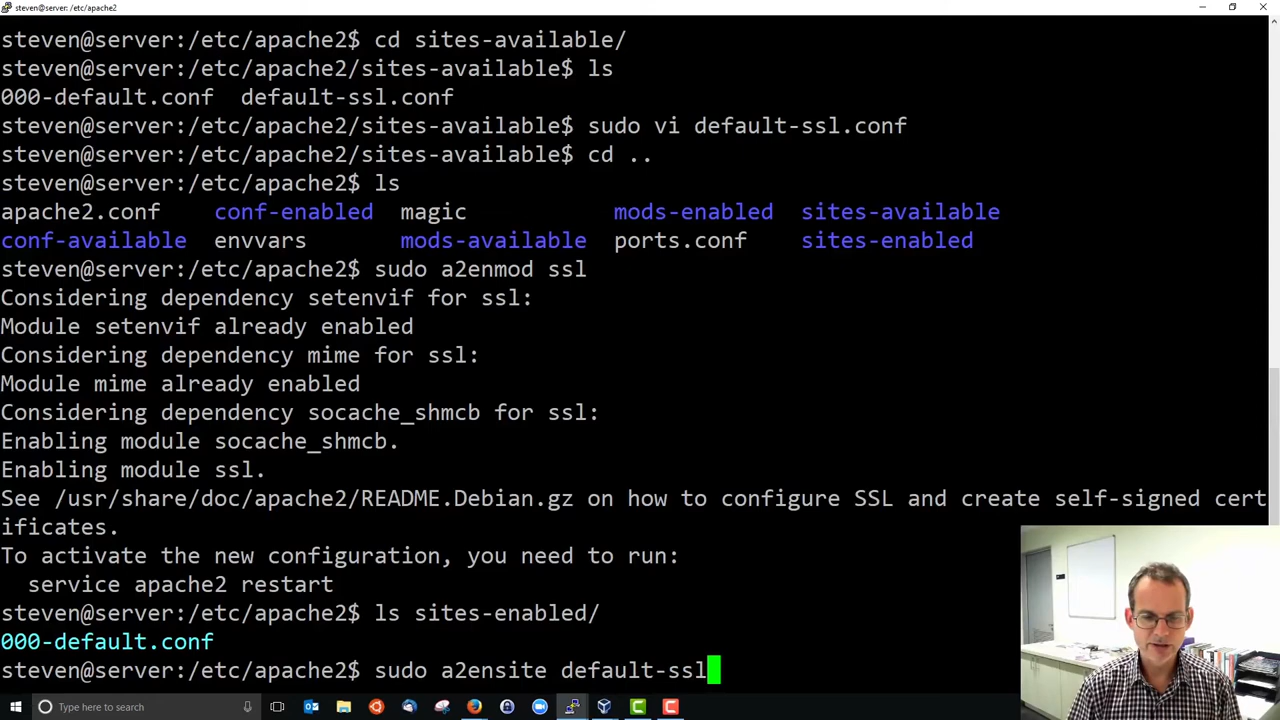 steven@server: /etc/apache2
steven@server:/etc/apache2$ cd sites-available/
steven@server:/etc/apache2/sites-available$ ls
000-default.conf  default-ssl.conf
steven@server:/etc/apache2/sites-available$ sudo vi default-ssl.conf
steven@server:/etc/apache2/sites-available$ cd ..
steven@server:/etc/apache2$ ls
apache2.conf    conf-enabled  magic           mods-enabled  sites-available
conf-available  envvars       mods-available  ports.conf    sites-enabled
steven@server:/etc/apache2$ sudo a2enmod ssl
Considering dependency setenvif for ssl:
Module setenvif already enabled
Considering dependency mime for ssl:
Module mime already enabled
Considering dependency socache_shmcb for ssl:
Enabling module socache_shmcb.
Enabling module ssl.
See /usr/share/doc/apache2/README.Debian.gz on how to configure SSL and create self-signed cert
ificates.
To activate the new configuration, you need to run:
  service apache2 restart
steven@server:/etc/apache2$ ls sites-enabled/
000-default.conf
steven@server:/etc/apache2$ sudo a2ensite default-ssl
Type here to search